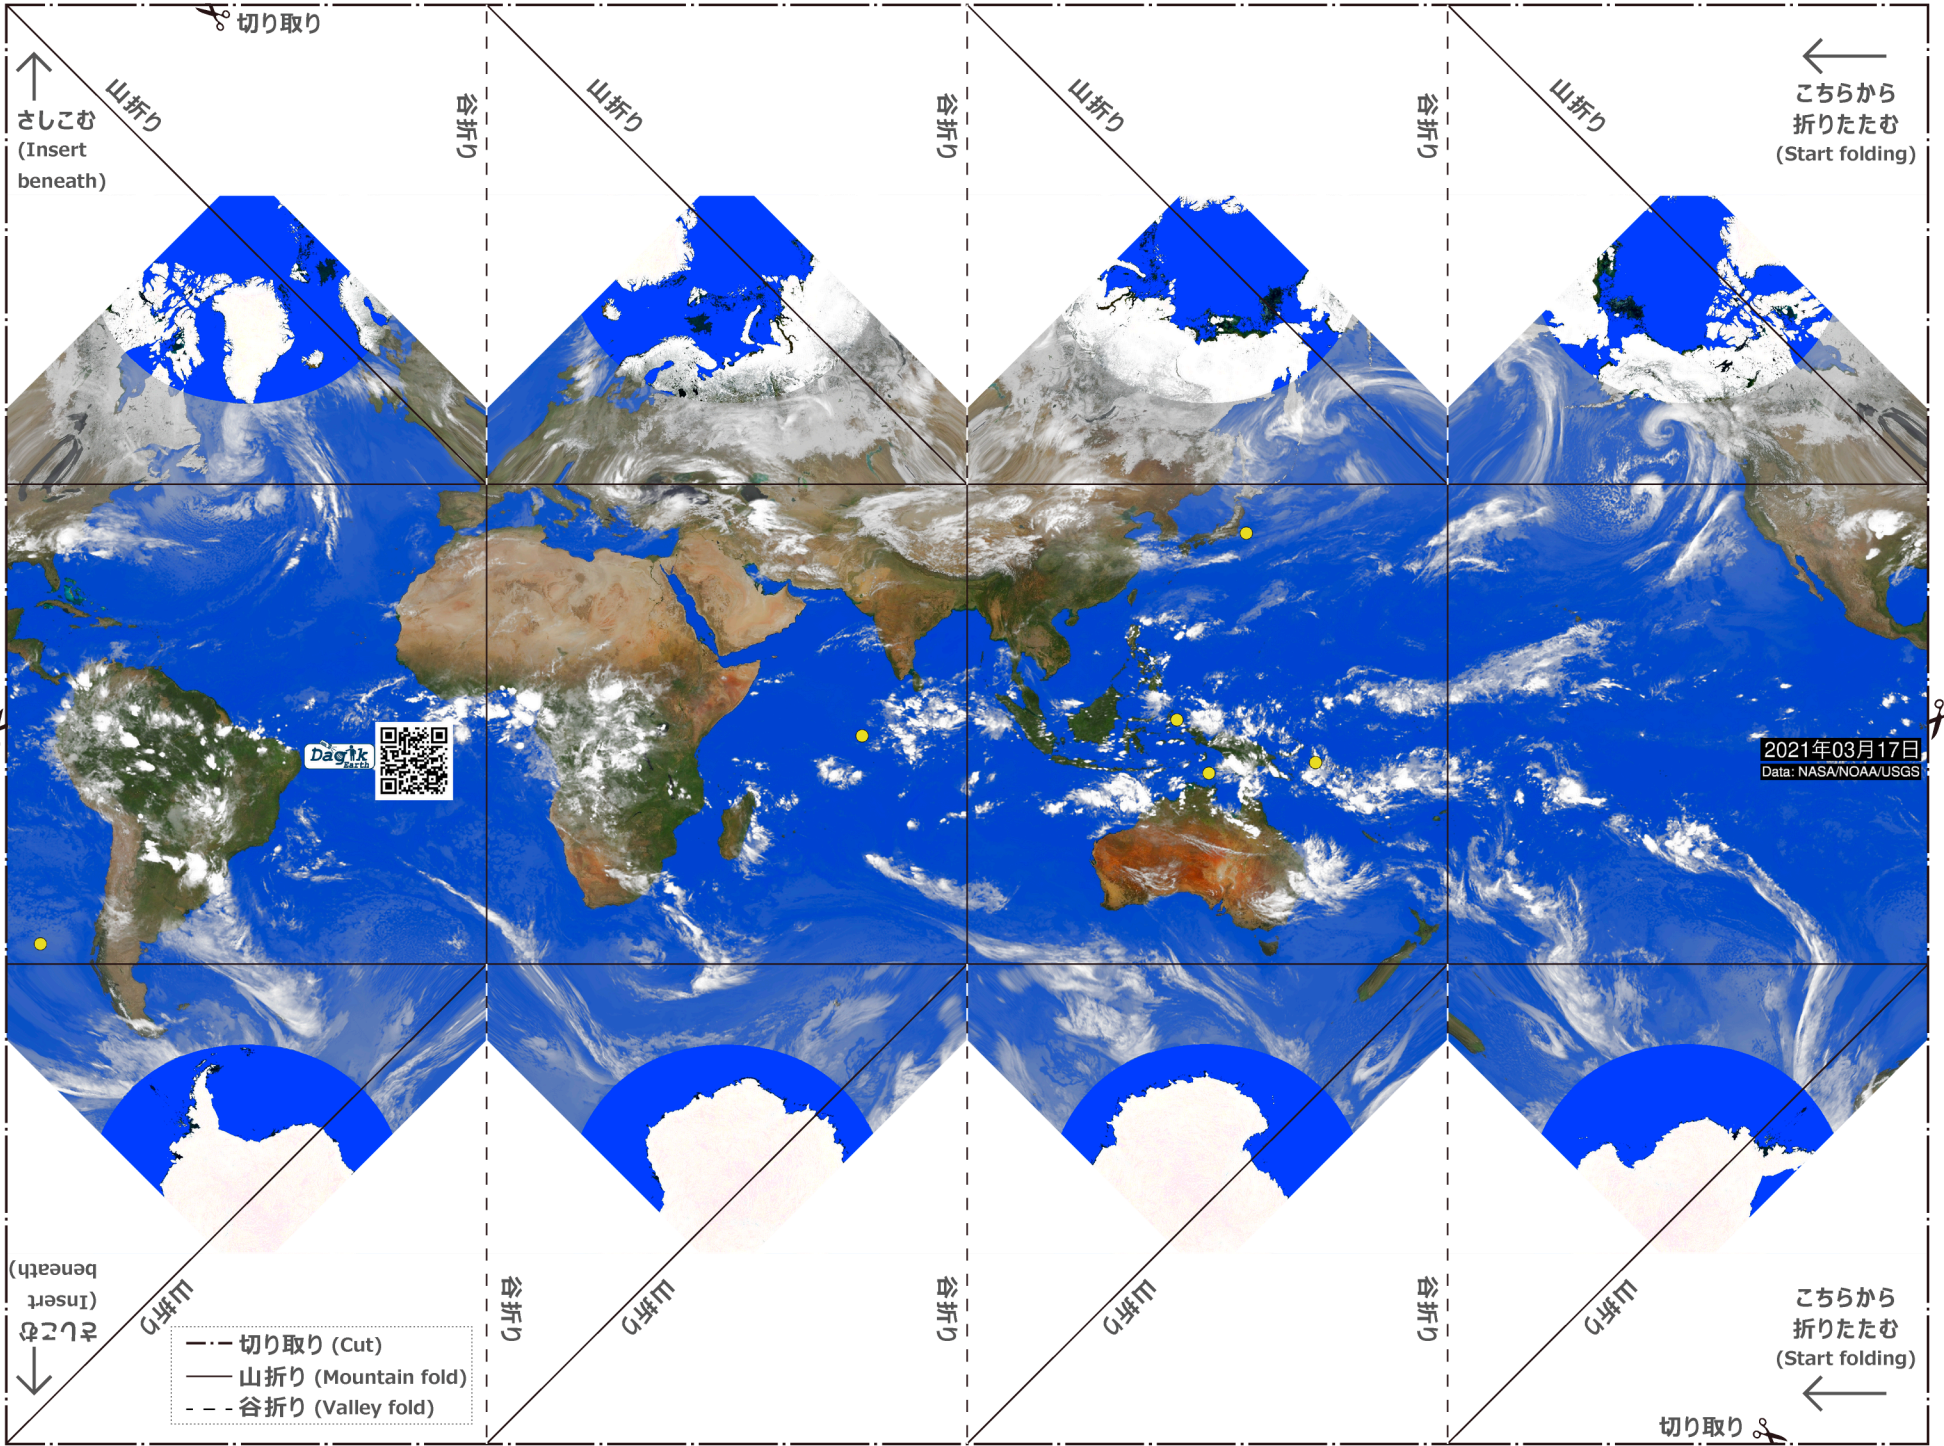 切り取り
山折り
谷折り
山折り
谷折り
山折り
谷折り
山折り
さしこむ
(Insert
beneath)
こちらから
折りたたむ
(Start folding)
Dagik
Earth
2021年03月17日
Data: NASA/NOAA/USGS
さしこむ
(Insert
beneath)
山折り
谷折り
山折り
谷折り
山折り
谷折り
山折り
こちらから
折りたたむ
(Start folding)
切り取り (Cut)
山折り (Mountain fold)
谷折り (Valley fold)
切り取り